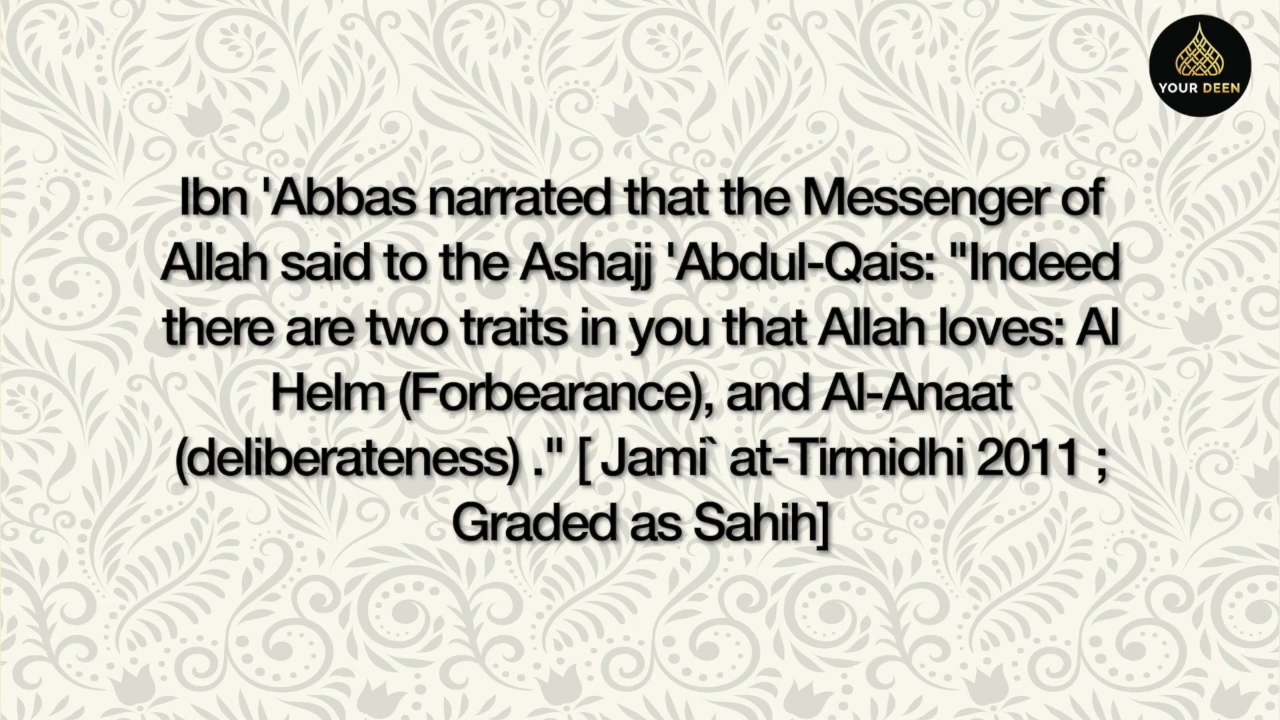 YOUR DEEN
Ibn 'Abbas narrated that the Messenger of
Allah said to the Ashajj 'Abdul-Qais: "Indeed
there are two traits in you that Allah loves: Al
Helm (Forbearance), and Al-Anaat
(deliberateness) ." [ Jami` at-Tirmidhi 2011 ;
Graded as Sahih]